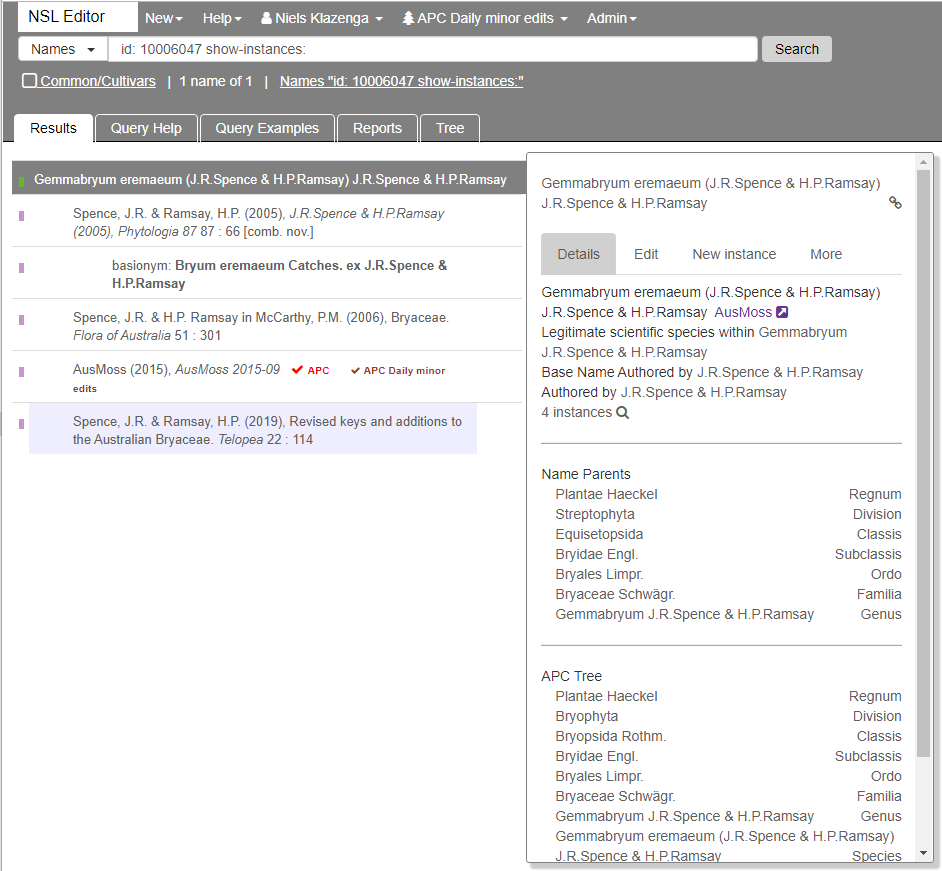 NSL Editor New Help Niels Klazenga APC Daily minor edits Admin
Names id: 10006047 show-instances: Search
Common/Cultivars | 1 name of 1 | Names "id: 10006047 show-instances:"
Results Query Help Query Examples Reports Tree
Gemmabryum eremaeum (J.R.Spence & H.P.Ramsay) J.R.Spence & H.P.Ramsay
Spence, J.R. & Ramsay, H.P. (2005), J.R.Spence & H.P.Ramsay
(2005), Phytologia 87 87 : 66 [comb. nov.]
basionym: Bryum eremaeum Catches. ex J.R.Spence &
H.P.Ramsay
Spence, J.R. & H.P. Ramsay in McCarthy, P.M. (2006), Bryaceae.
Flora of Australia 51 : 301
AusMoss (2015), AusMoss 2015-09 APC APC Daily minor
edits
Spence, J.R. & Ramsay, H.P. (2019), Revised keys and additions to
the Australian Bryaceae. Telopea 22 : 114
Gemmabryum eremaeum (J.R.Spence & H.P.Ramsay)
J.R.Spence & H.P.Ramsay
Details Edit New instance More
Gemmabryum eremaeum (J.R.Spence & H.P.Ramsay)
J.R.Spence & H.P.Ramsay AusMoss
Legitimate scientific species within Gemmabryum
J.R.Spence & H.P.Ramsay
Base Name Authored by J.R.Spence & H.P.Ramsay
Authored by J.R.Spence & H.P.Ramsay
4 instances
Name Parents
Plantae Haeckel Regnum
Streptophyta Division
Equisetopsida Classis
Bryidae Engl. Subclassis
Bryales Limpr. Ordo
Bryaceae Schwägr. Familia
Gemmabryum J.R.Spence & H.P.Ramsay Genus
APC Tree
Plantae Haeckel Regnum
Bryophyta Division
Bryopsida Rothm. Classis
Bryidae Engl. Subclassis
Bryales Limpr. Ordo
Bryaceae Schwägr. Familia
Gemmabryum J.R.Spence & H.P.Ramsay Genus
Gemmabryum eremaeum (J.R.Spence & H.P.Ramsay)
J.R.Spence & H.P.Ramsay Species